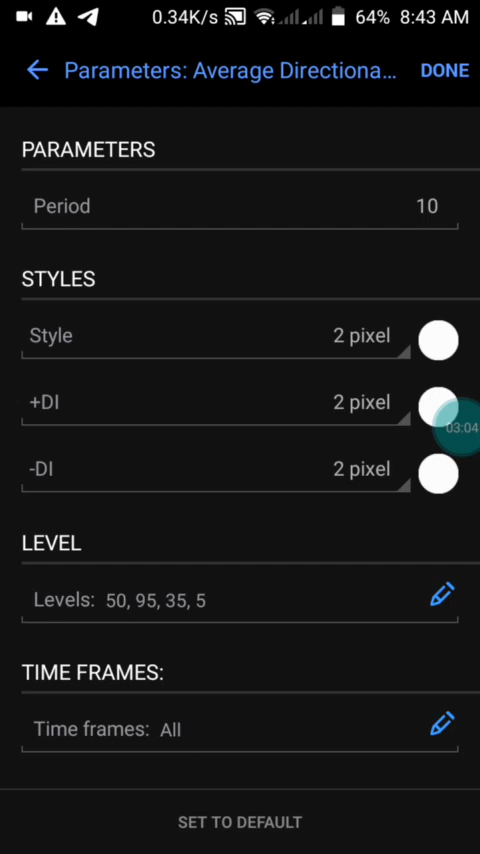 0.34K/s 64% 8:43 AM
Parameters: Average Directiona... DONE
PARAMETERS
Period 10
STYLES
Style 2 pixel
+DI 2 pixel
03:04
-DI 2 pixel
LEVEL
Levels: 50, 95, 35, 5
TIME FRAMES:
Time frames: All
SET TO DEFAULT